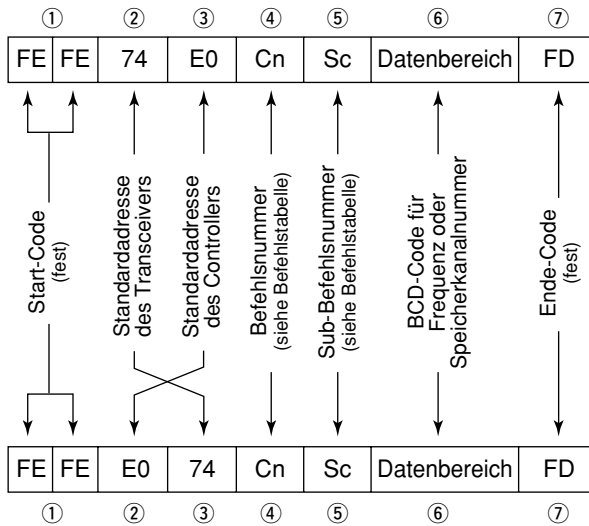 ① ② ③ ④ ⑤ ⑥ ⑦
FE FE 74 E0 Cn Sc Datenbereich FD
Start-Code
(fest)
Standardadresse
des Transceivers
Standardadresse
des Controllers
Befehlsnummer
(siehe Befehlstabelle)
Sub-Befehlsnummer
(siehe Befehlstabelle)
BCD-Code für
Frequenz oder
Speicherkanalnummer
Ende-Code
(fest)
FE FE E0 74 Cn Sc Datenbereich FD
① ② ③ ④ ⑤ ⑥ ⑦